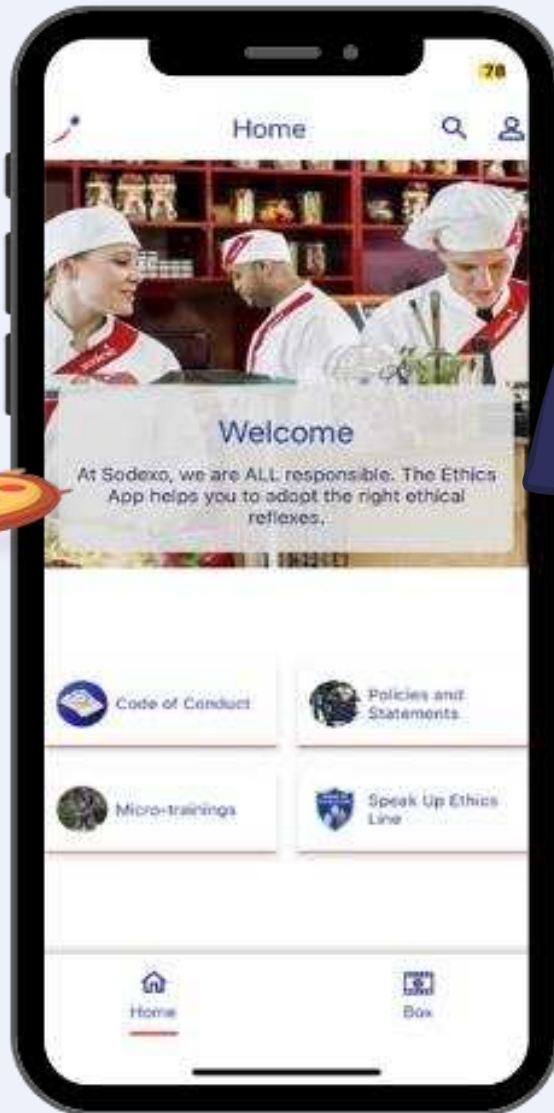 78
Home
Welcome
At Sodexo, we are ALL responsible. The Ethics
App helps you to adopt the right ethical
reflexes.
Code of Conduct
Policies and
Statements
Micro-trainings
Speak Up Ethics
Line
Home
Box